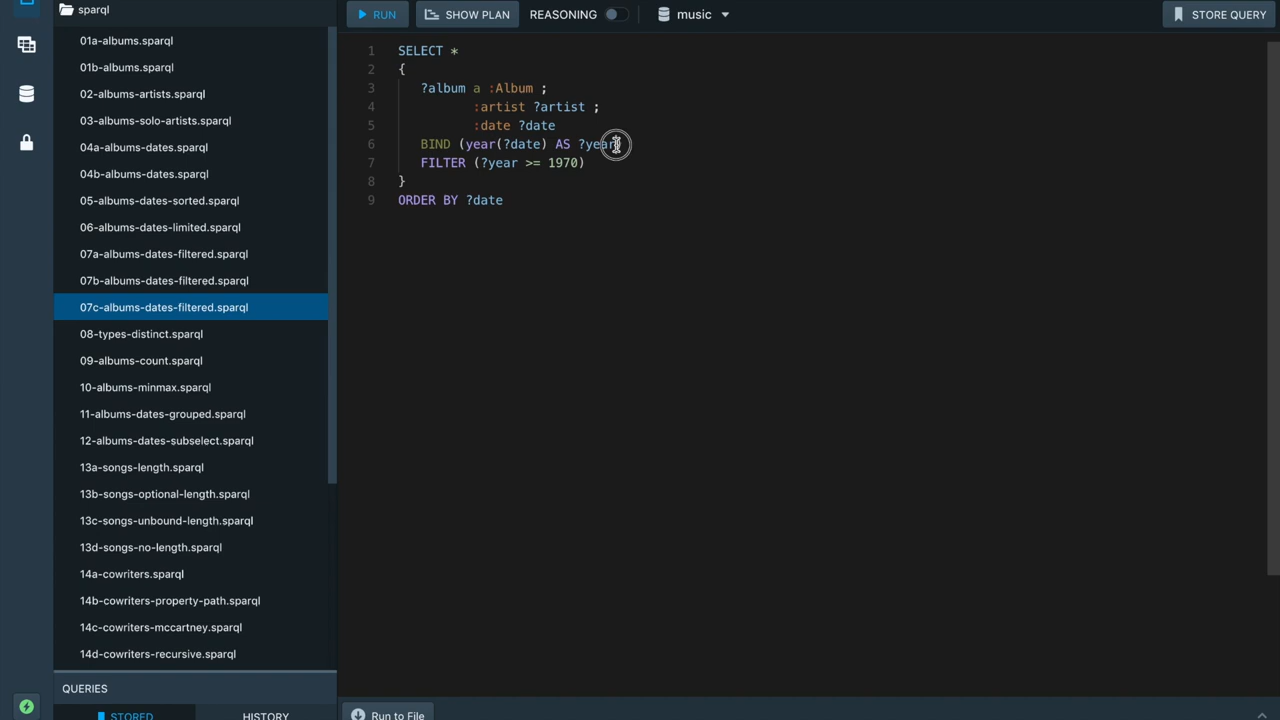 sparql
01a-albums.sparql
01b-albums.sparql
02-albums-artists.sparql
03-albums-solo-artists.sparql
04a-albums-dates.sparql
04b-albums-dates.sparql
05-albums-dates-sorted.sparql
06-albums-dates-limited.sparql
07a-albums-dates-filtered.sparql
07b-albums-dates-filtered.sparql
07c-albums-dates-filtered.sparql
08-types-distinct.sparql
09-albums-count.sparql
10-albums-minmax.sparql
11-albums-dates-grouped.sparql
12-albums-dates-subselect.sparql
13a-songs-length.sparql
13b-songs-optional-length.sparql
13c-songs-unbound-length.sparql
13d-songs-no-length.sparql
14a-cowriters.sparql
14b-cowriters-property-path.sparql
14c-cowriters-mccartney.sparql
14d-cowriters-recursive.sparql
QUERIES
STORED HISTORY
RUN SHOW PLAN REASONING music STORE QUERY
1 SELECT *
2 {
3 ?album a :Album ;
4 :artist ?artist ;
5 :date ?date
6 BIND (year(?date) AS ?year)
7 FILTER (?year >= 1970)
8 }
9 ORDER BY ?date
Run to File